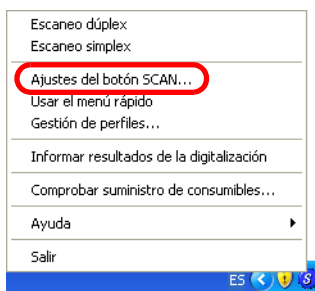 Escaneo dúplex
Escaneo simplex
Ajustes del botón SCAN...
Usar el menú rápido
Gestión de perfiles...
Informar resultados de la digitalización
Comprobar suministro de consumibles...
Ayuda
Salir
ES
S